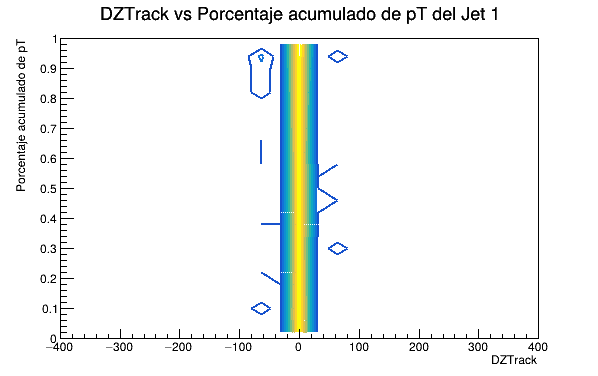 DZTrack vs Porcentaje acumulado de pT del Jet 1
Porcentaje acumulado de pT
1
0.9
0.8
0.7
0.6
0.5
0.4
0.3
0.2
0.1
0
−400 −300 −200 −100 0 100 200 300 400
DZTrack